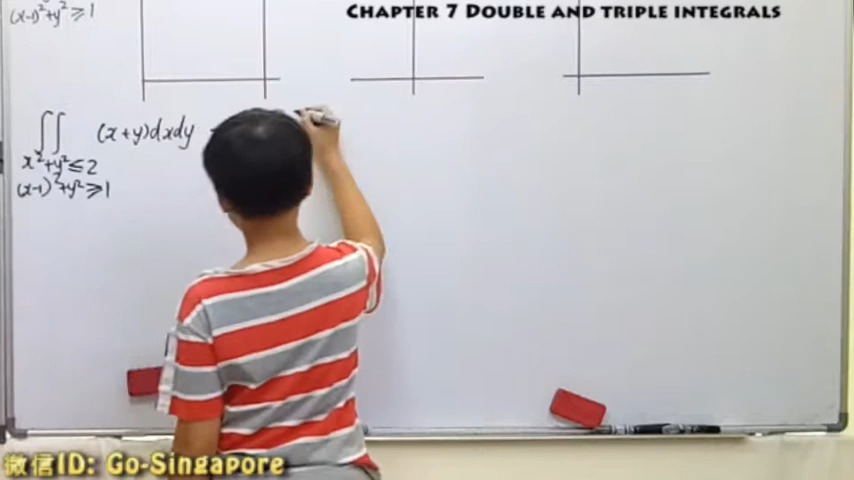 (x-1)²+y²≥1
CHAPTER 7 DOUBLE AND TRIPLE INTEGRALS
∬ (x+y)dxdy
x²+y²≤2
(x-1)²+y²≥1
微信ID: Go-Singapore